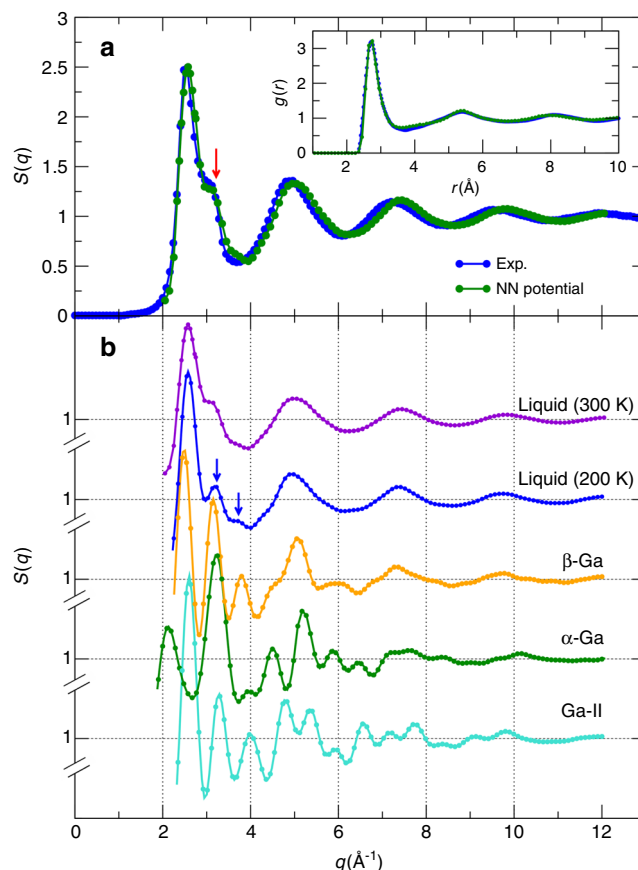 a
3
2.5
2
1.5
1
0.5
0
S(q)
3
2
1
0
g(r)
1 2 4 6 8 10
r(Å)
Exp.
NN potential
b
1
Liquid (300 K)
1
Liquid (200 K)
1
β-Ga
1
α-Ga
1
Ga-II
S(q)
0 2 4 6 8 10 12
q(Å⁻¹)